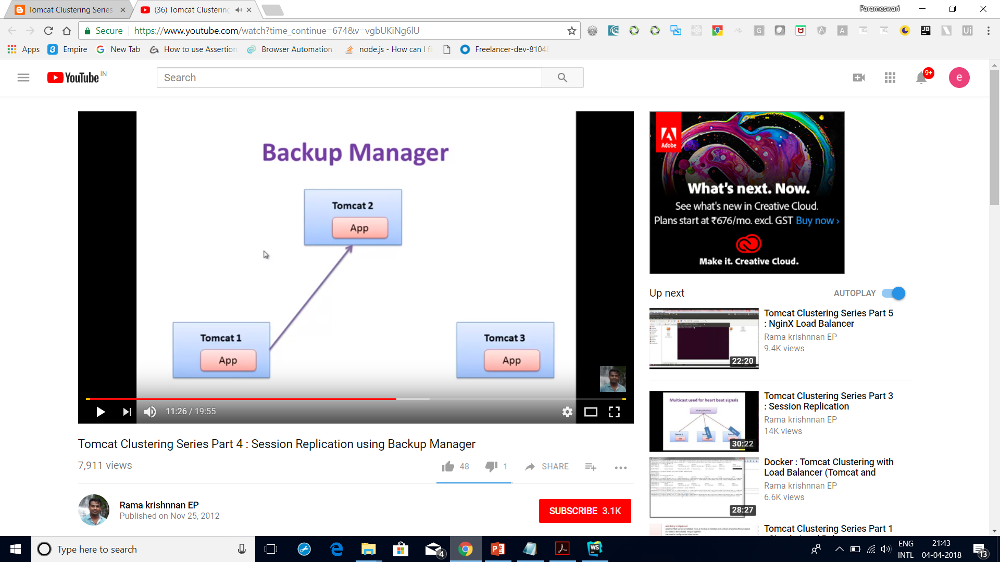 Tomcat Clustering Series
(36) Tomcat Clustering
Parameswari
Secure
https://www.youtube.com/watch?time_continue=674&v=vgbUKiNg6lU
Apps
Empire
New Tab
How to use Assertion
Browser Automation
node.js - How can I fi
Freelancer-dev-81048
YouTube IN
Search
9+
e
Backup Manager
Tomcat 2
App
Tomcat 1
App
Tomcat 3
App
11:26 / 19:55
Tomcat Clustering Series Part 4 : Session Replication using Backup Manager
7,911 views
48
1
SHARE
Rama krishnnan EP
Published on Nov 25, 2012
SUBSCRIBE 3.1K
Adobe
What's next. Now.
See what's new in Creative Cloud.
Plans start at ₹676/mo. excl. GST Buy now ›
Make it. Creative Cloud.
Up next
AUTOPLAY
22:20
Tomcat Clustering Series Part 5
: NginX Load Balancer
Rama krishnnan EP
9.4K views
Multicast used for heart beat signals
30:22
Tomcat Clustering Series Part 3
: Session Replication
Rama krishnnan EP
14K views
28:27
Docker : Tomcat Clustering with
Load Balancer (Tomcat and
Rama krishnnan EP
6.6K views
Tomcat Clustering Series Part 1
Type here to search
4
ENG
INTL
21:43
04-04-2018
13